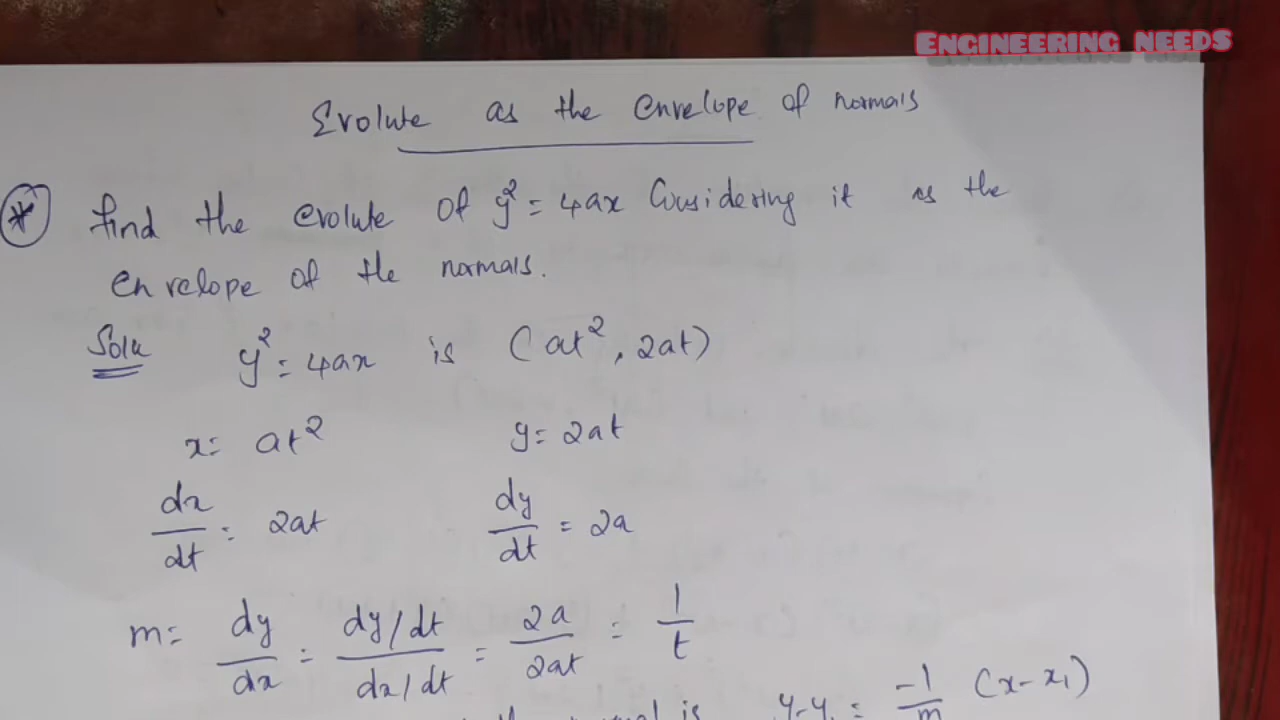 ENGINEERING NEEDS
Evolute as the envelope of normals
* find the evolute of y² = 4ax Considering it as the
envelope of the normals.
Soln y² = 4ax is (at², 2at)
x = at² y = 2at
dx/dt = 2at dy/dt = 2a
m = dy/dx = dy/dt / dx/dt = 2a/2at = 1/t
is y-y₁ = -1/m (x-x₁)